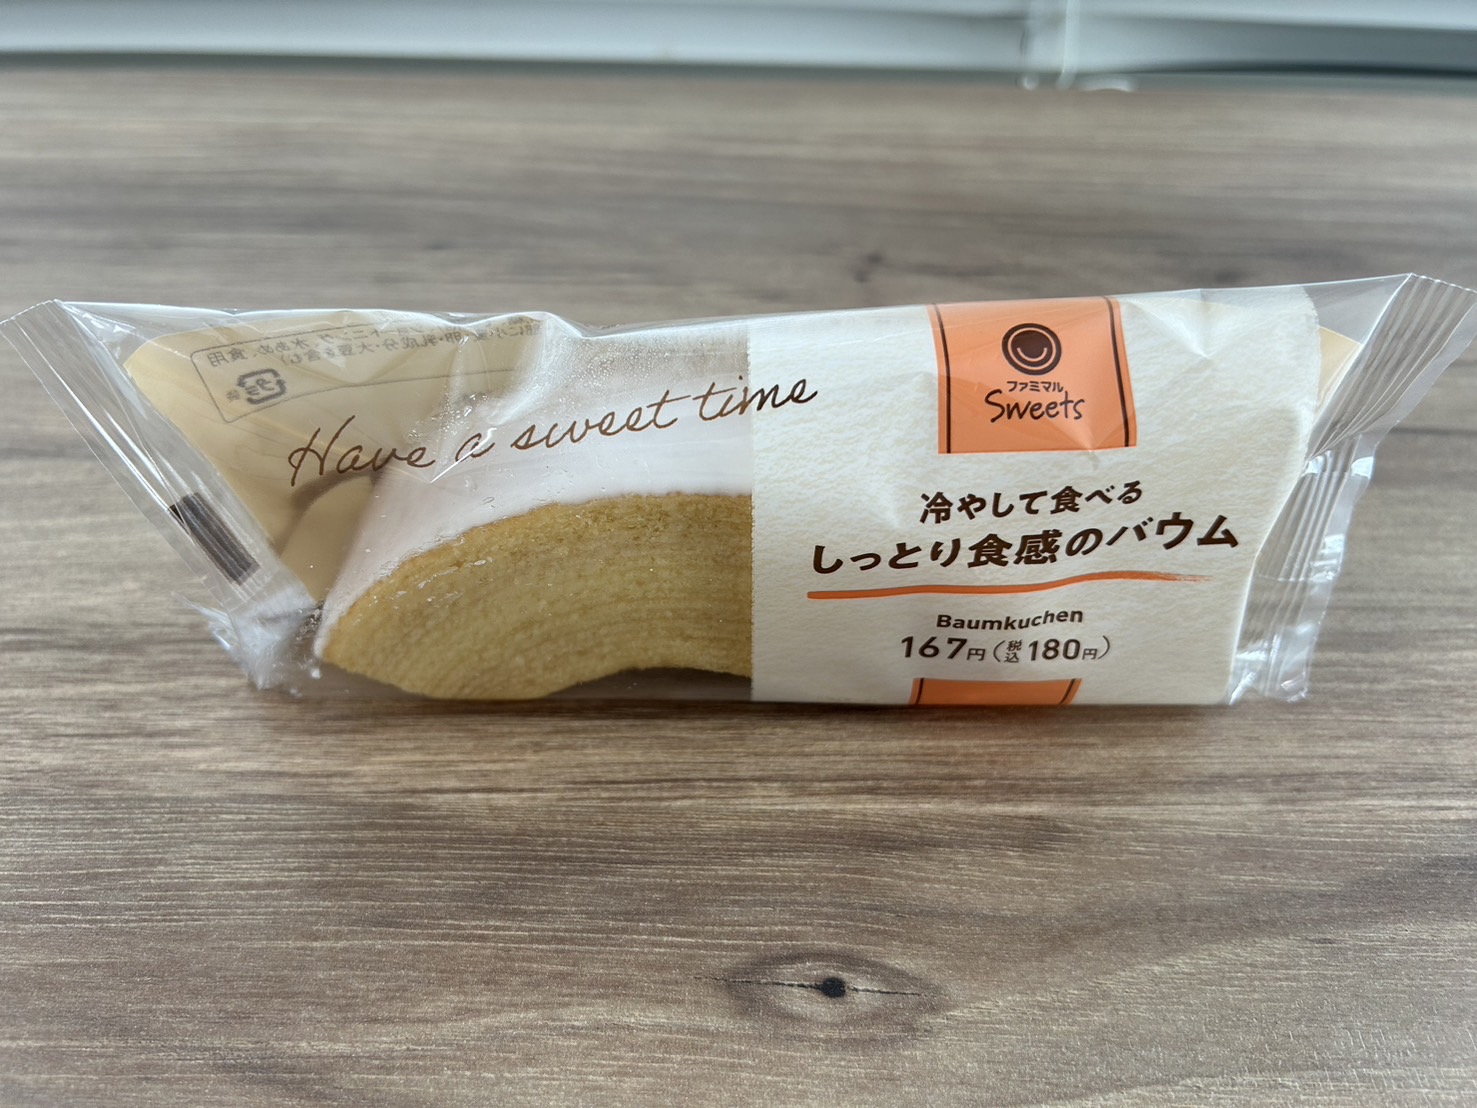 Have a sweet time
ファミマル
Sweets
冷やして食べる
しっとり食感のバウム
Baumkuchen
167円(税込180円)